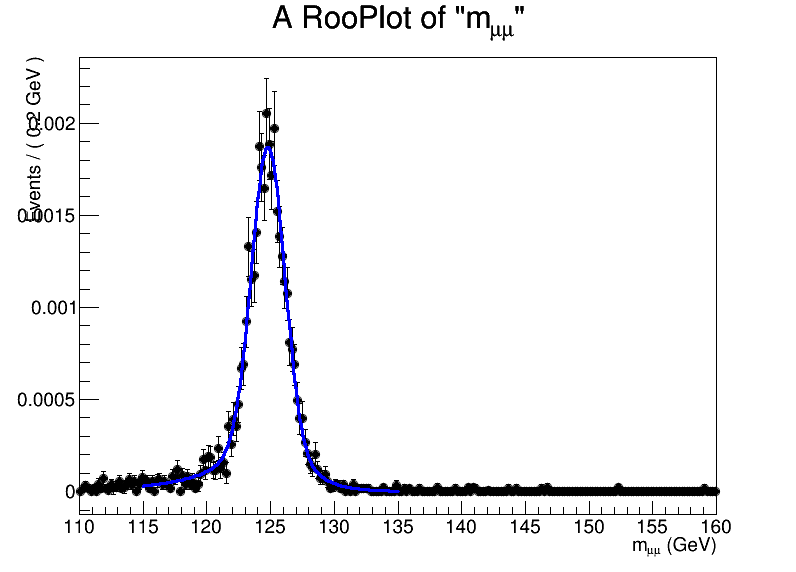 A RooPlot of "mμμ"
Events / ( 0.2 GeV )
0.002
0.0015
0.001
0.0005
0
110 115 120 125 130 135 140 145 150 155 160
mμμ (GeV)